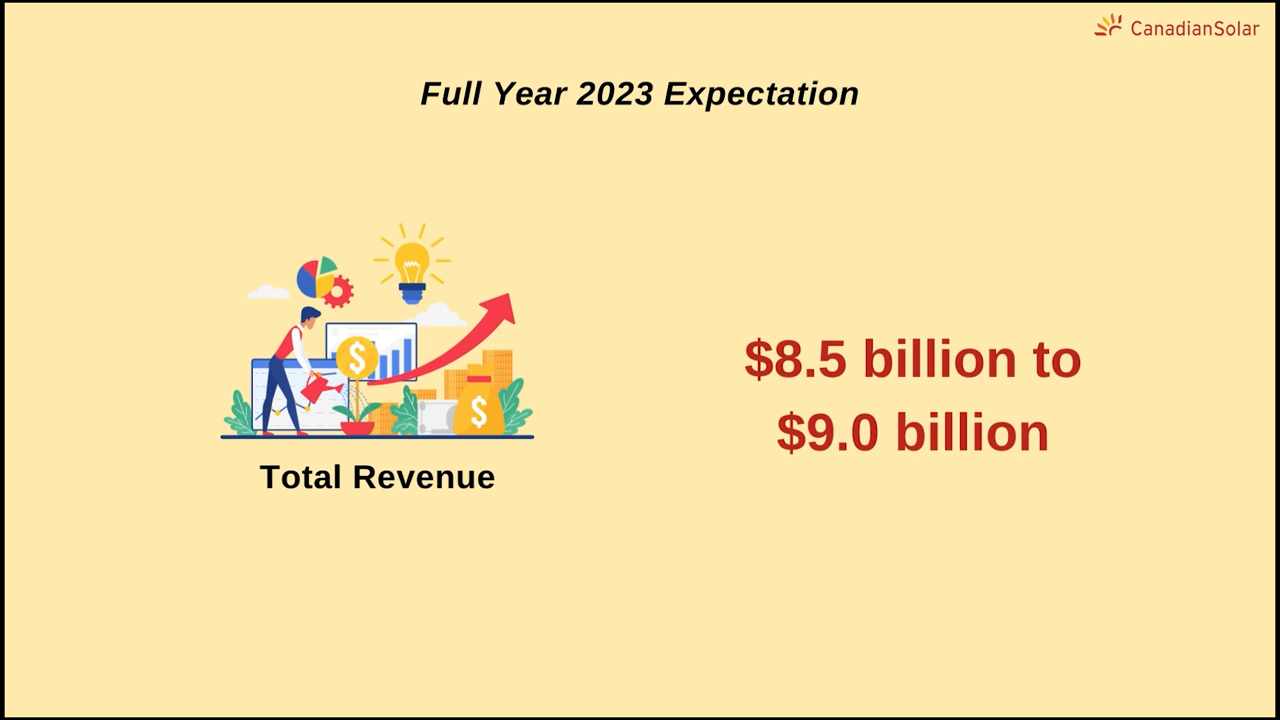 CanadianSolar
Full Year 2023 Expectation
$
$
Total Revenue
$8.5 billion to
$9.0 billion